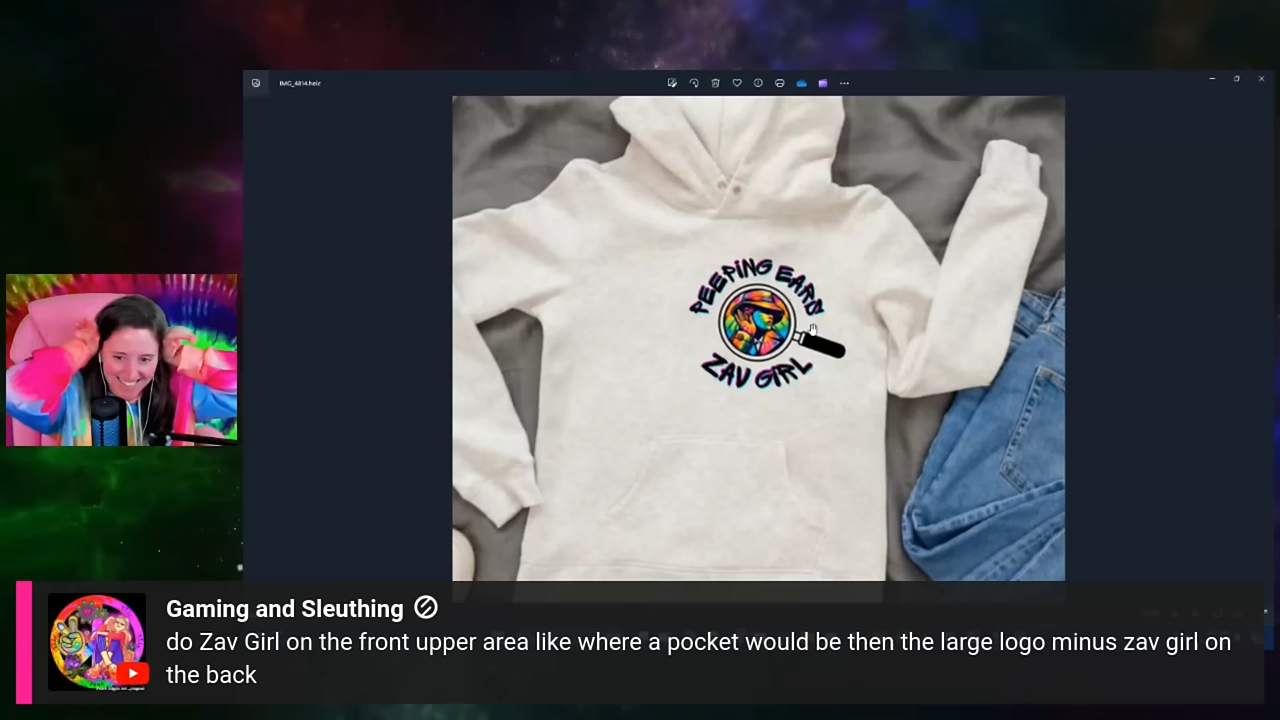 IMG_4814.heic
PEEPING EARS
ZAV GIRL
Gaming and Sleuthing
do Zav Girl on the front upper area like where a pocket would be then the large logo minus zav girl on
the back